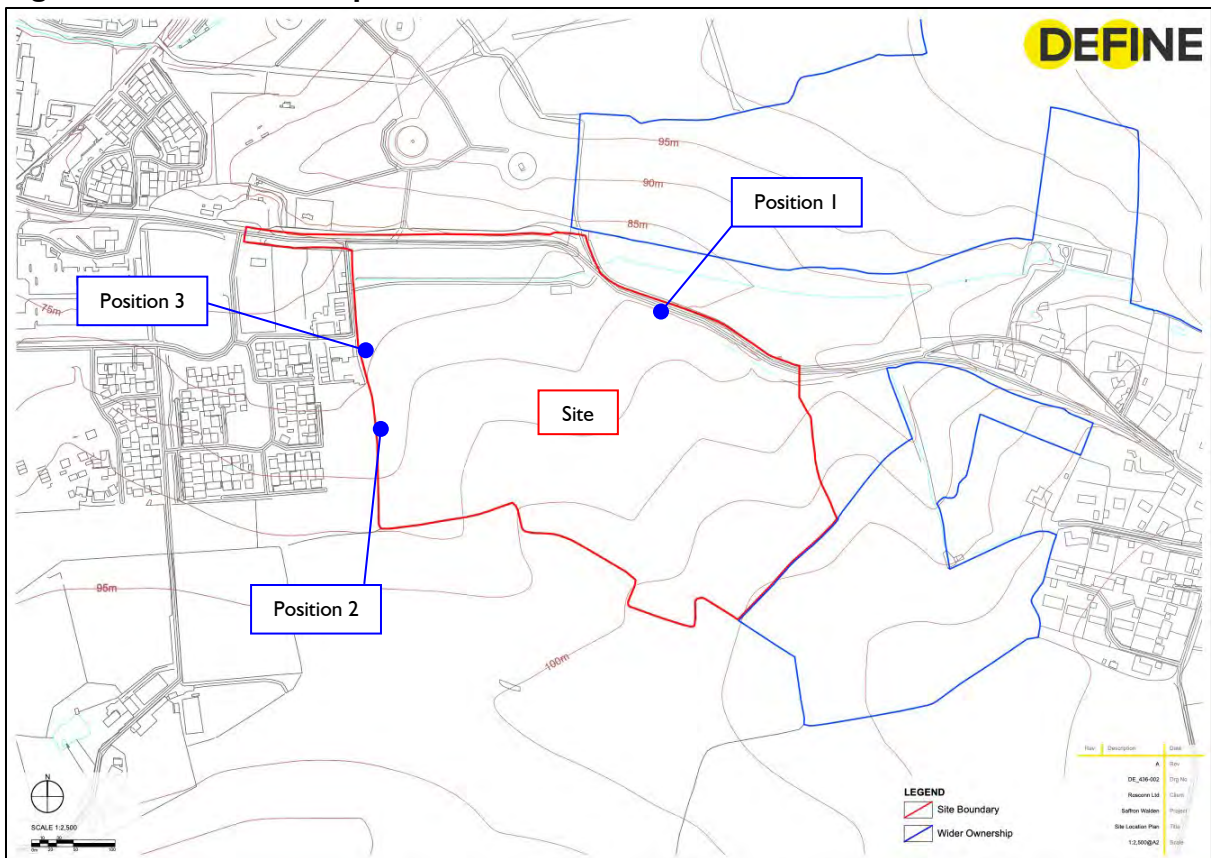 DEFINE
95m
90m
85m
Position 1
75m
Position 3
Site
Position 2
95m
100m
N
SCALE 1:2,500
LEGEND
Site Boundary
Wider Ownership
Rev Description Date
A Rev
DE_436-002 Drg No
Rosconn Ltd Client
Saffron Walden Project
Site Location Plan Title
1:2,500@A2 Scale